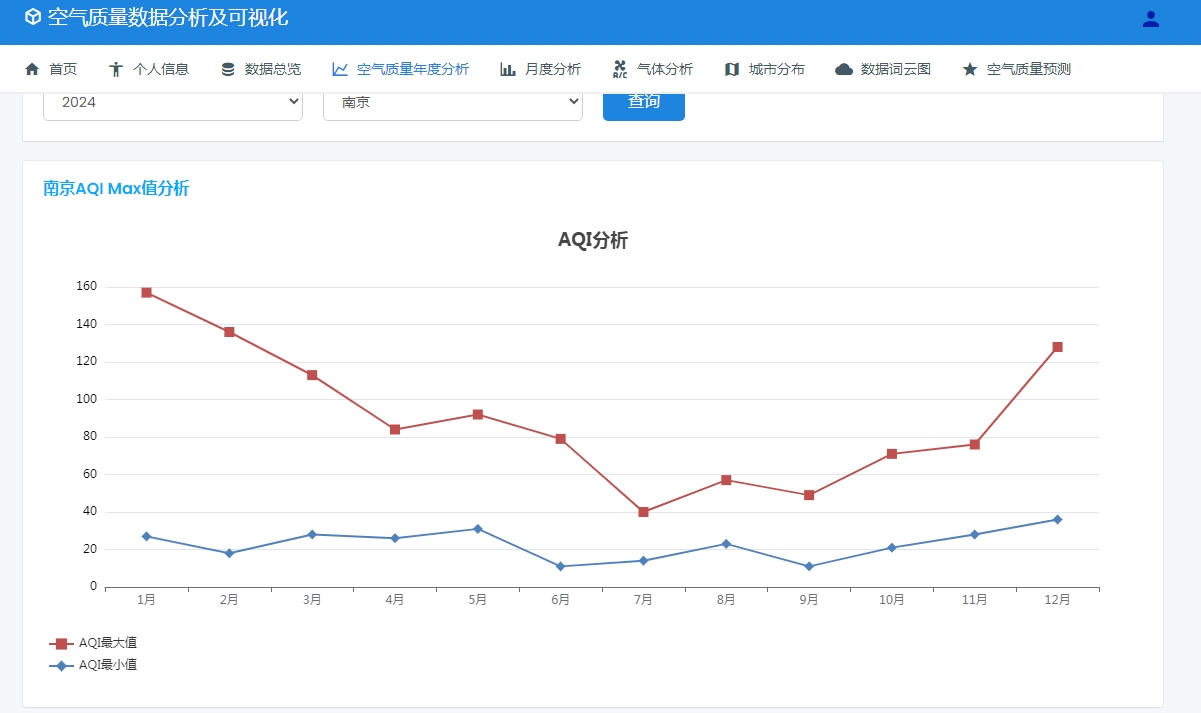 空气质量数据分析及可视化
首页 个人信息 数据总览 空气质量年度分析 月度分析 A/C 气体分析 城市分布 数据词云图 空气质量预测
2024 南京 查询
南京AQI Max值分析
AQI分析
160
140
120
100
80
60
40
20
0
1月 2月 3月 4月 5月 6月 7月 8月 9月 10月 11月 12月
AQI最大值
AQI最小值